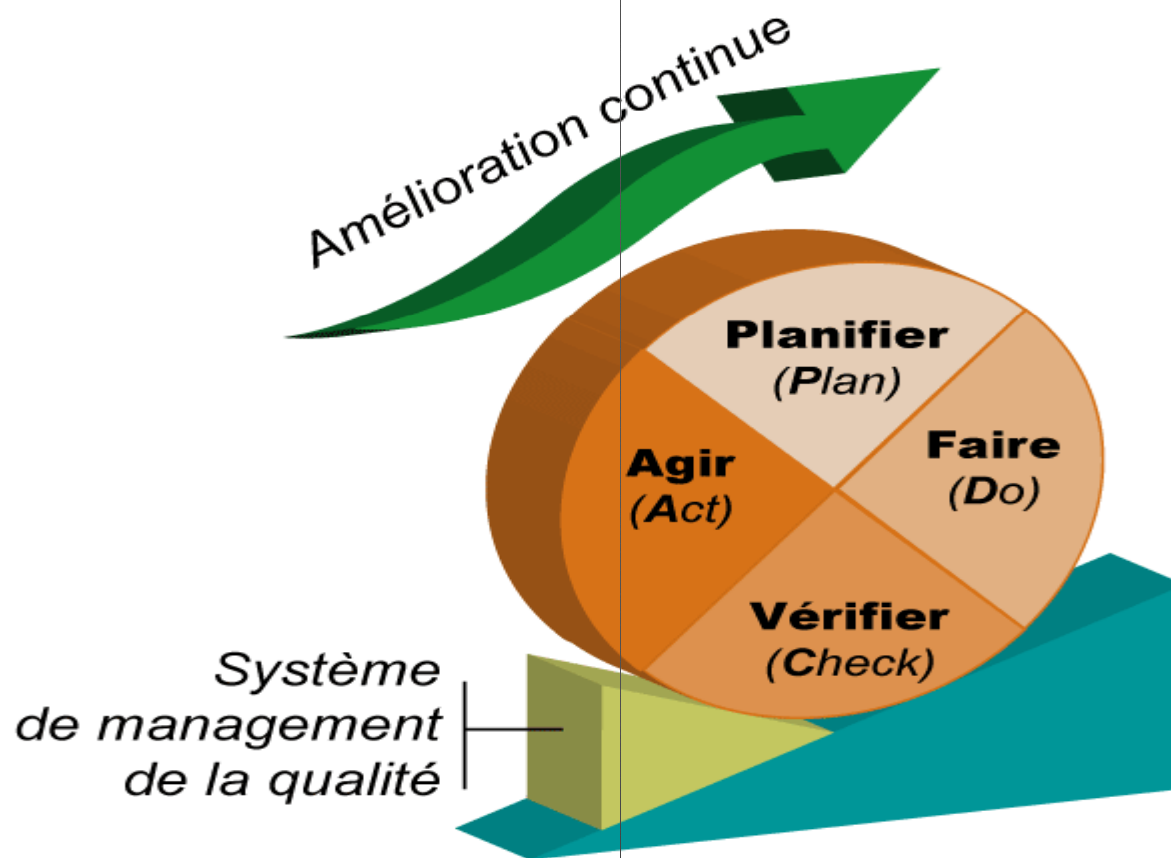 Amélioration continue
Planifier
(Plan)
Faire
(Do)
Agir
(Act)
Vérifier
(Check)
Système
de management
de la qualité